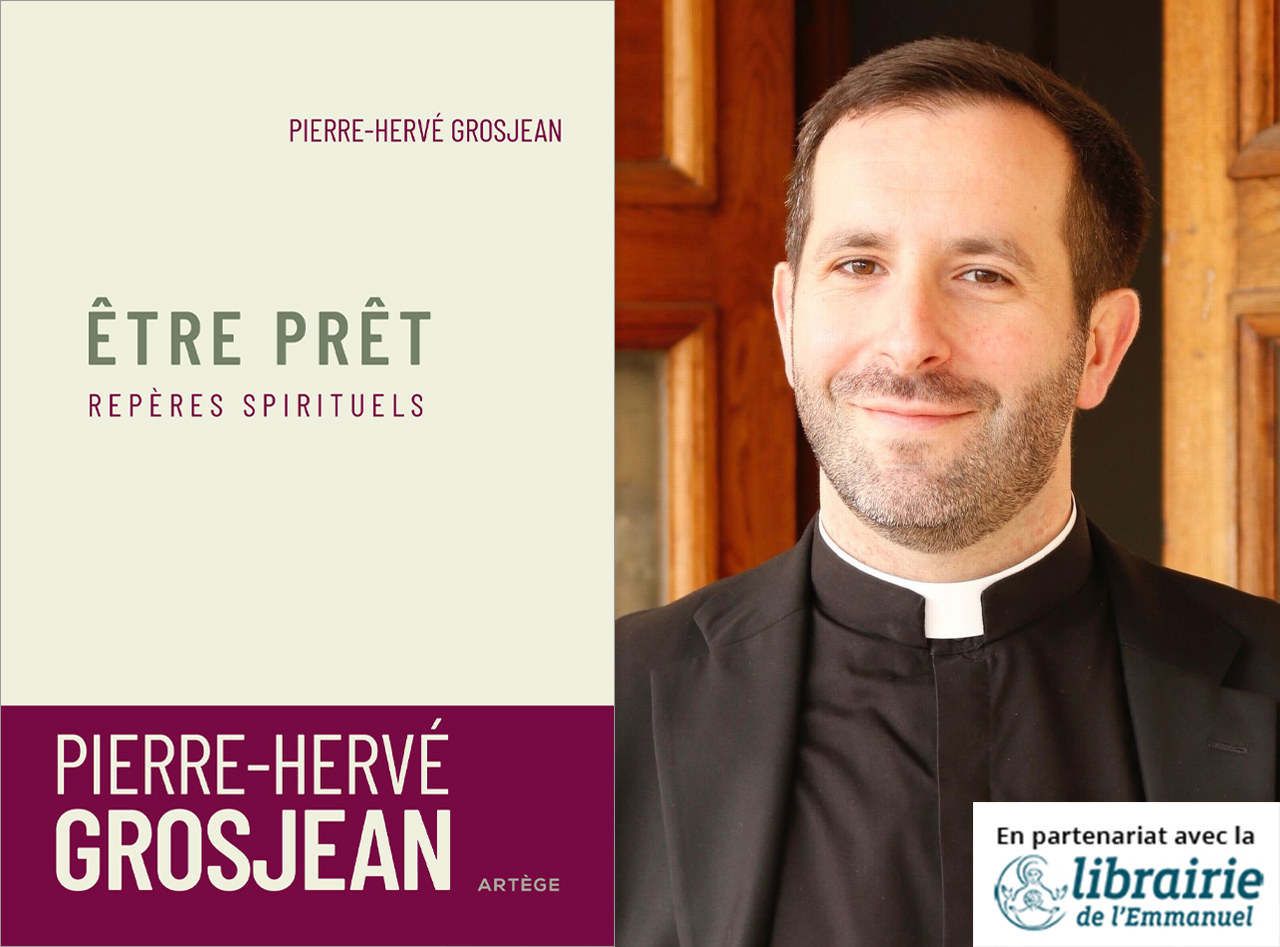 PIERRE-HERVÉ GROSJEAN
ÊTRE PRÊT
REPÈRES SPIRITUELS
PIERRE-HERVÉ
GROSJEAN
ARTÈGE
En partenariat avec la
librairie
de l'Emmanuel